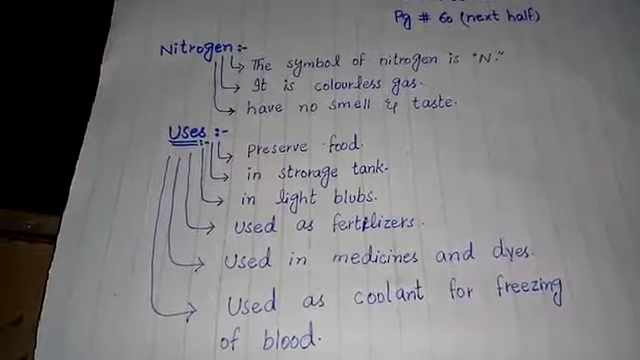 Pg # 60 (next half)
Nitrogen :-
The symbol of nitrogen is "N."
It is colourless gas.
have no smell & taste.
Uses :-
preserve food.
in strorage tank.
in light blubs.
used as fertilizers.
used in medicines and dyes.
used as coolant for freezing
of blood.